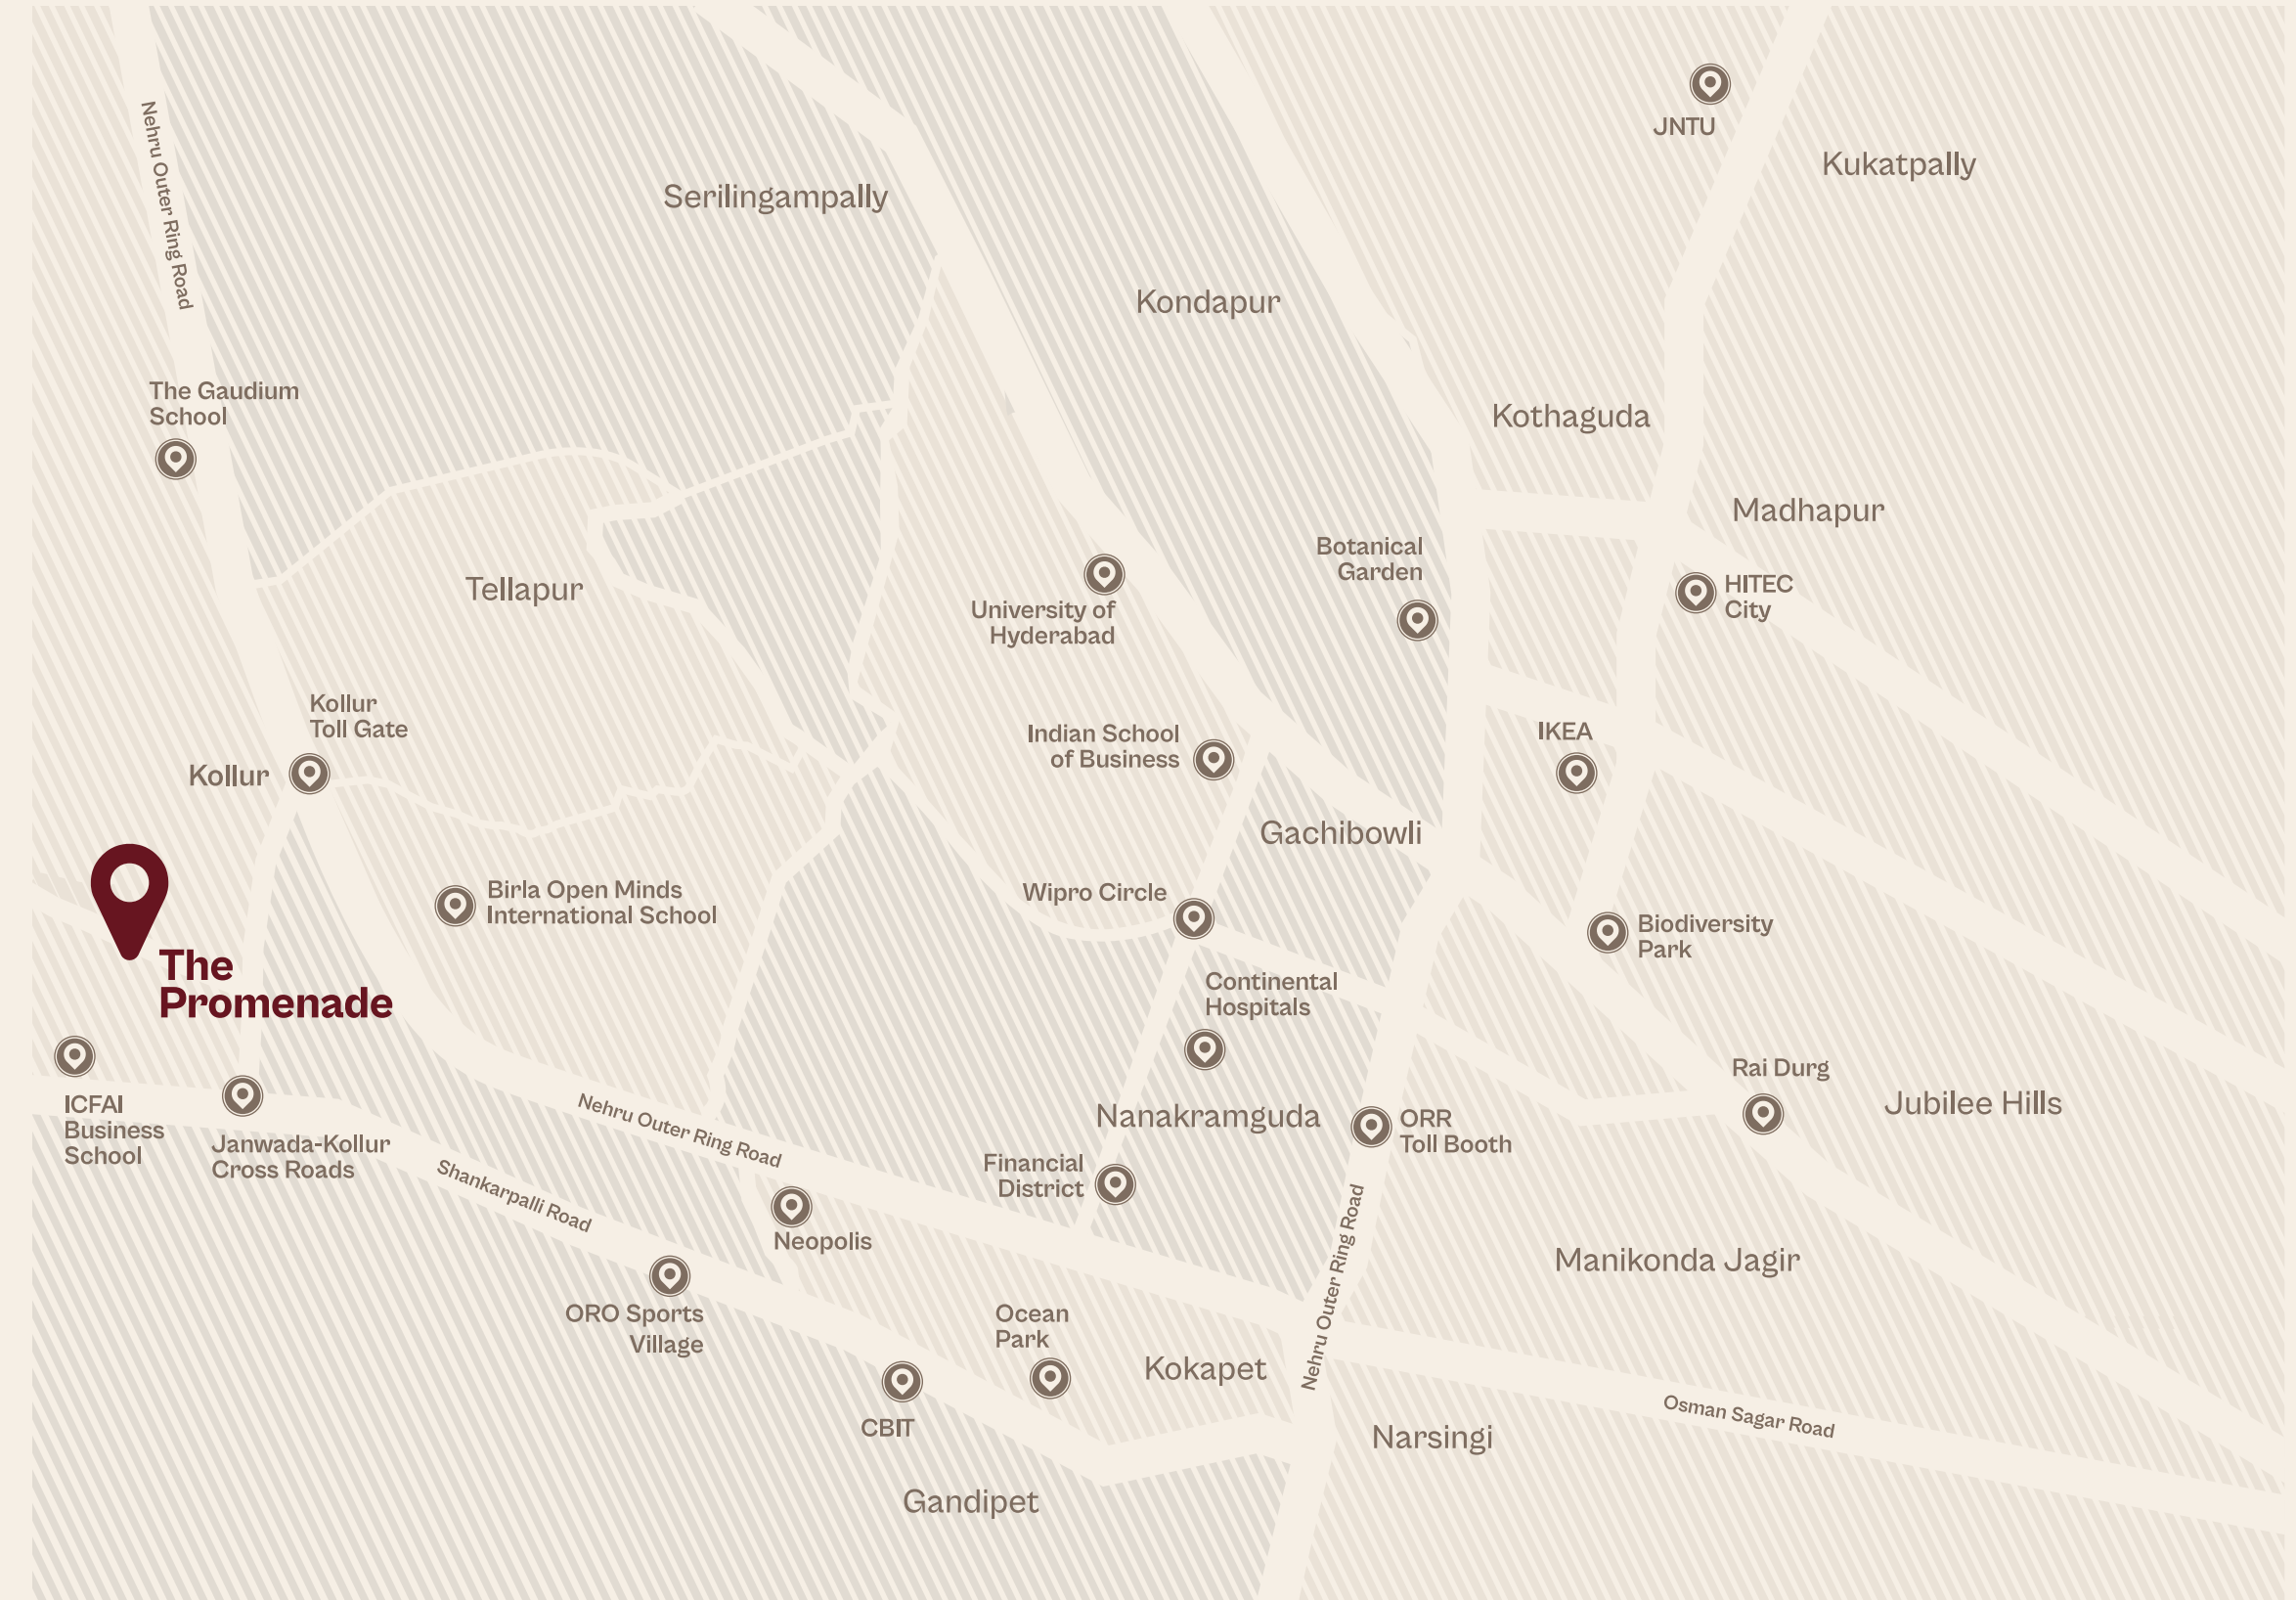 JNTU
Kukatpally
Nehru Outer Ring Road
Serilingampally
Kondapur
The Gaudium
School
Kothaguda
Madhapur
Botanical
Garden
Tellapur
HITEC
City
University of
Hyderabad
Kollur
Toll Gate
Kollur
Indian School
of Business
IKEA
Gachibowli
Birla Open Minds
International School
Wipro Circle
Biodiversity
Park
The
Promenade
Continental
Hospitals
Rai Durg
Jubilee Hills
ICFAI
Business
School
Janwada-Kollur
Cross Roads
Nehru Outer Ring Road
Nanakramguda
ORR
Toll Booth
Shankarpalli Road
Financial
District
Neopolis
Nehru Outer Ring Road
Manikonda Jagir
ORO Sports
Village
Ocean
Park
Kokapet
CBIT
Narsingi
Osman Sagar Road
Gandipet